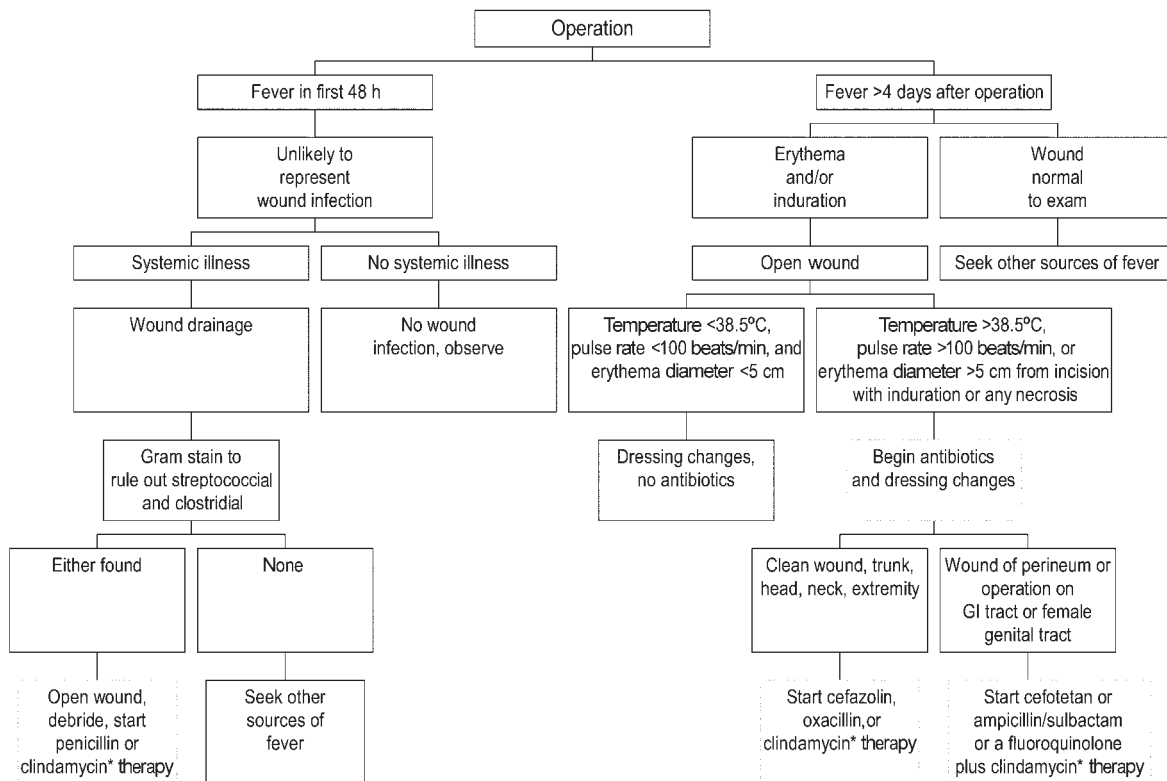 Operation
Fever in first 48 h
Fever >4 days after operation
Unlikely to
represent
wound infection
Erythema
and/or
induration
Wound
normal
to exam
Systemic illness
No systemic illness
Open wound
Seek other sources of fever
Wound drainage
No wound
infection, observe
Temperature <38.5ºC,
pulse rate <100 beats/min, and
erythema diameter <5 cm
Temperature >38.5ºC,
pulse rate >100 beats/min, or
erythema diameter >5 cm from incision
with induration or any necrosis
Gram stain to
rule out streptococcial
and clostridial
Dressing changes,
no antibiotics
Begin antibiotics
and dressing changes
Either found
None
Clean wound, trunk,
head, neck, extremity
Wound of perineum or
operation on
GI tract or female
genital tract
Open wound,
debride, start
penicillin or
clindamycin* therapy
Seek other
sources of
fever
Start cefazolin,
oxacillin, or
clindamycin* therapy
Start cefotetan or
ampicillin/sulbactam
or a fluoroquinolone
plus clindamycin* therapy